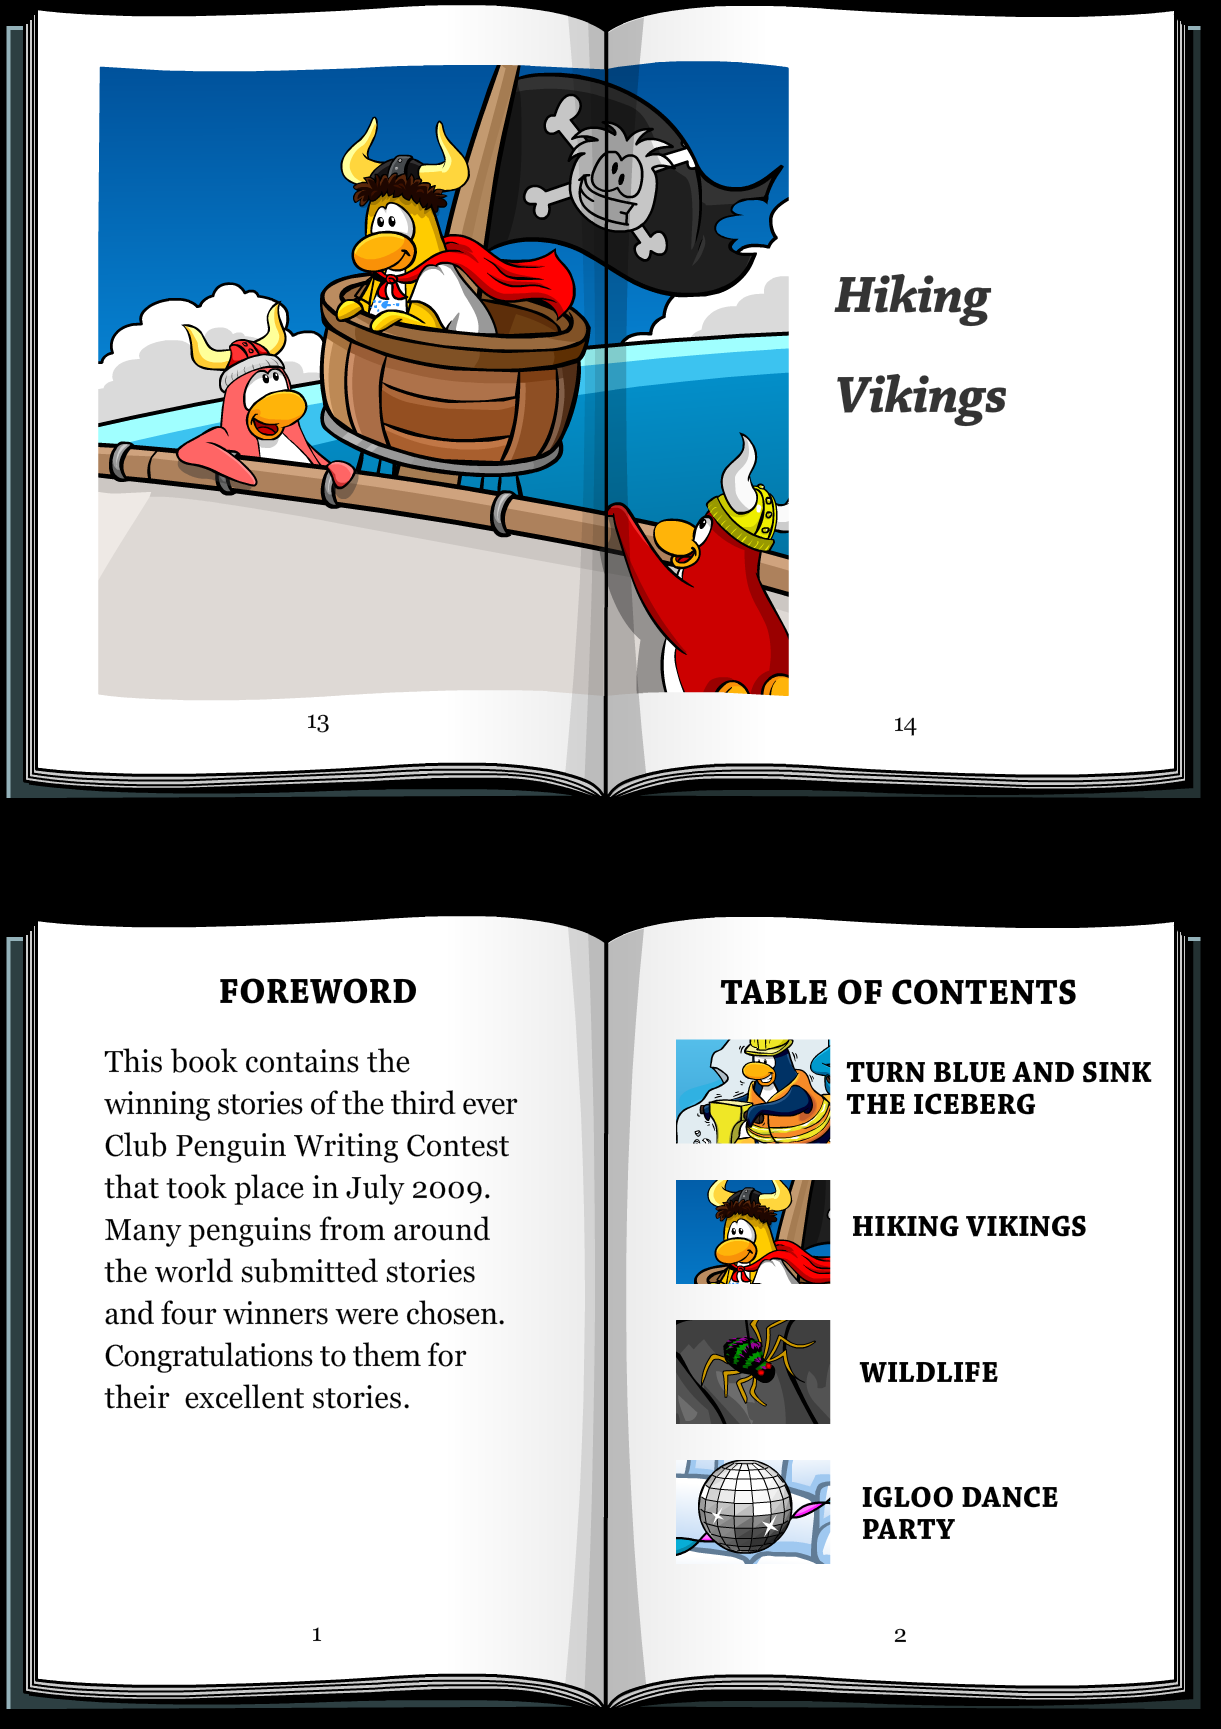 Hiking
Vikings
13
14
FOREWORD
This book contains the
winning stories of the third ever
Club Penguin Writing Contest
that took place in July 2009.
Many penguins from around
the world submitted stories
and four winners were chosen.
Congratulations to them for
their  excellent stories.
1
TABLE OF CONTENTS
TURN BLUE AND SINK
THE ICEBERG
HIKING VIKINGS
WILDLIFE
IGLOO DANCE
PARTY
2